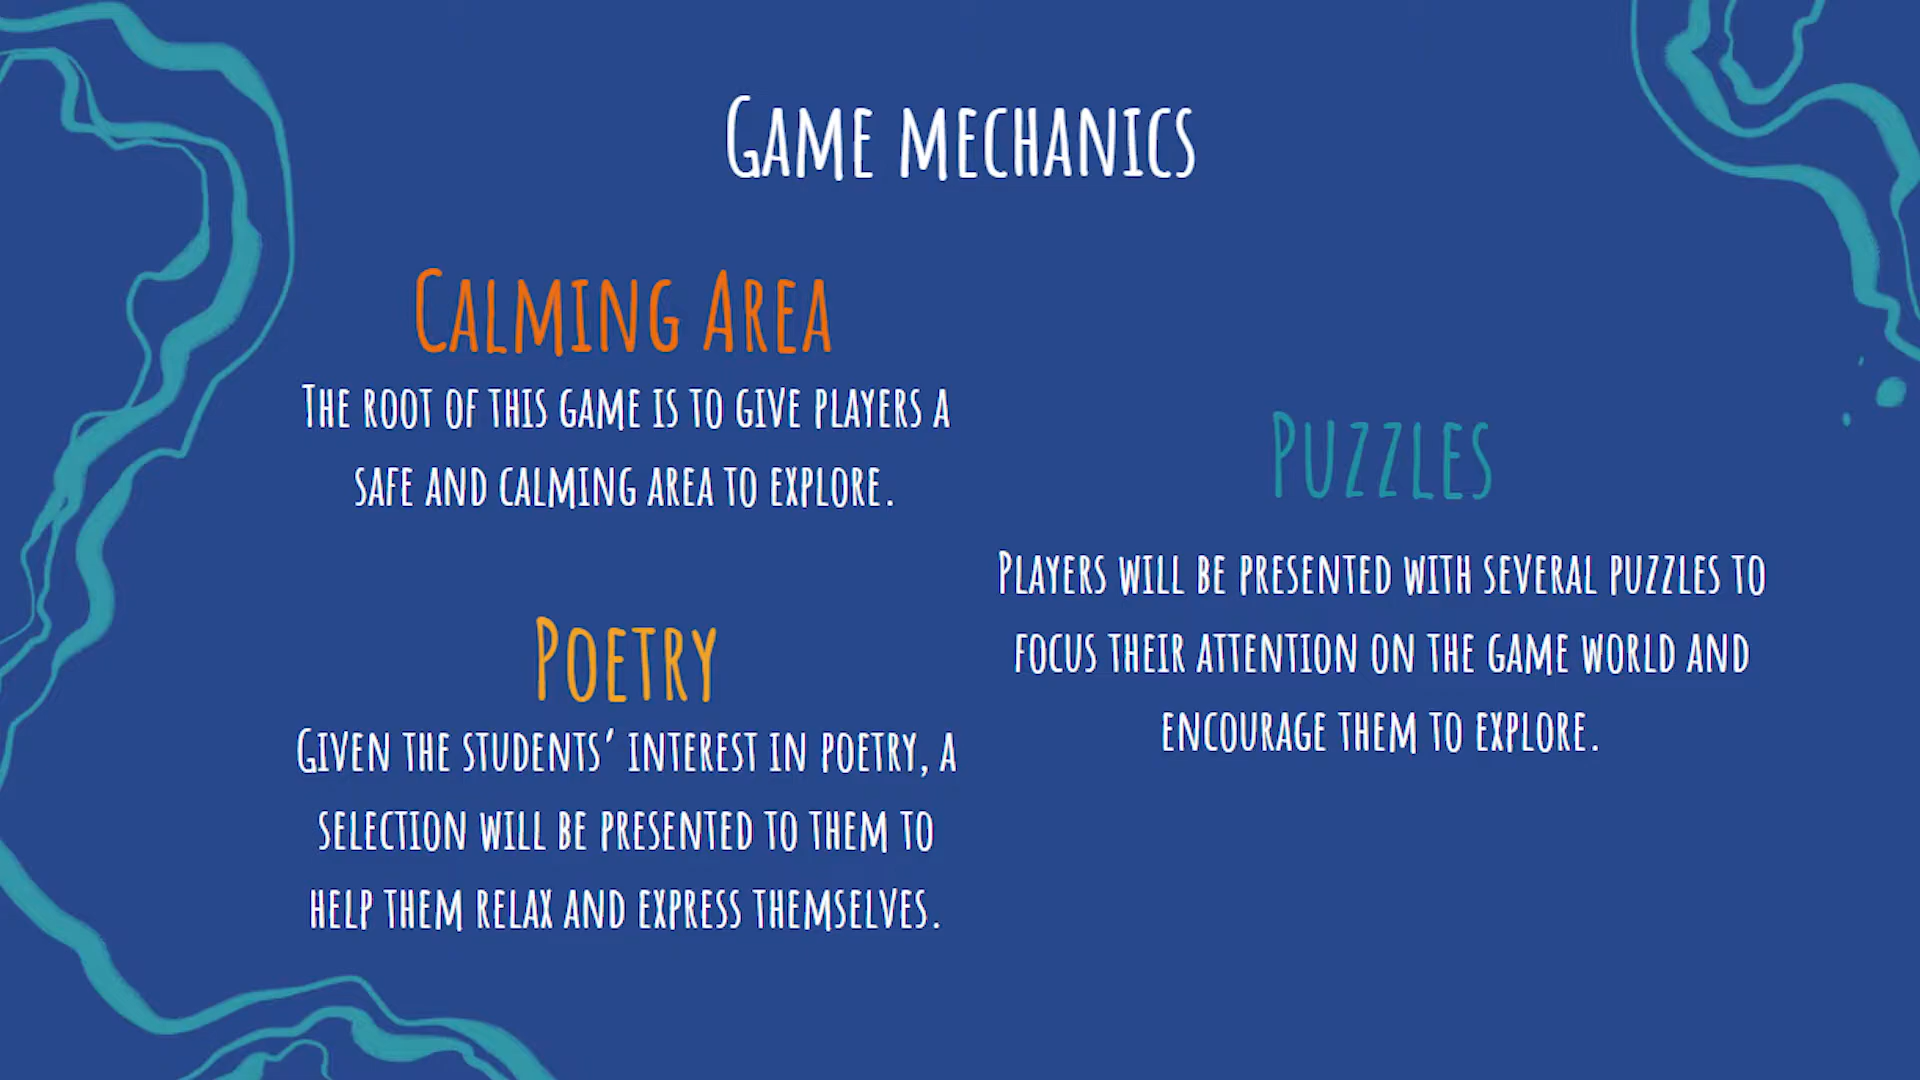 Game mechanics
Calming Area
The root of this game is to give players a
safe and calming area to explore.
Poetry
Given the students’ interest in poetry, a
selection will be presented to them to
help them relax and express themselves.
Puzzles
Players will be presented with several puzzles to
focus their attention on the game world and
encourage them to explore.